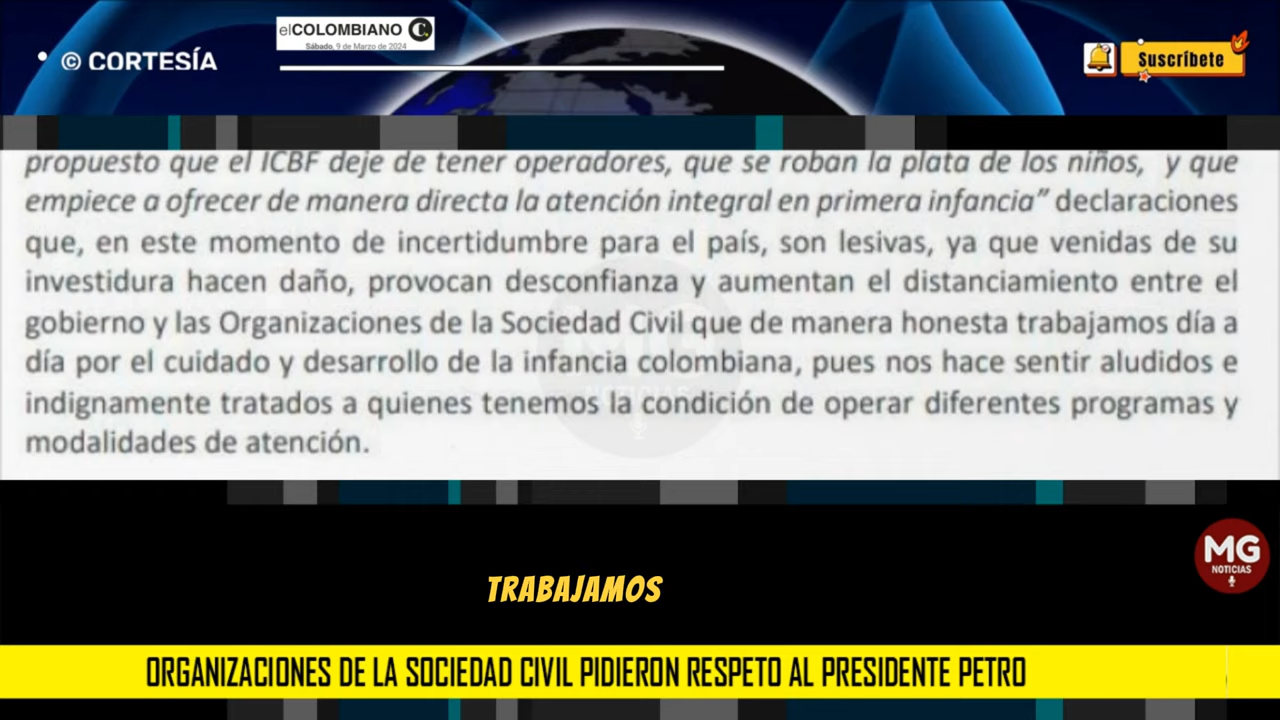 elCOLOMBIANO C.
Sábado, 9 de Marzo de 2024
© CORTESÍA
Suscríbete
propuesto que el ICBF deje de tener operadores, que se roban la plata de los niños, y que
empiece a ofrecer de manera directa la atención integral en primera infancia” declaraciones
que, en este momento de incertidumbre para el país, son lesivas, ya que venidas de su
investidura hacen daño, provocan desconfianza y aumentan el distanciamiento entre el
gobierno y las Organizaciones de la Sociedad Civil que de manera honesta trabajamos día a
día por el cuidado y desarrollo de la infancia colombiana, pues nos hace sentir aludidos e
indignamente tratados a quienes tenemos la condición de operar diferentes programas y
modalidades de atención.
MG
NOTICIAS
TRABAJAMOS
MG
NOTICIAS
ORGANIZACIONES DE LA SOCIEDAD CIVIL PIDIERON RESPETO AL PRESIDENTE PETRO